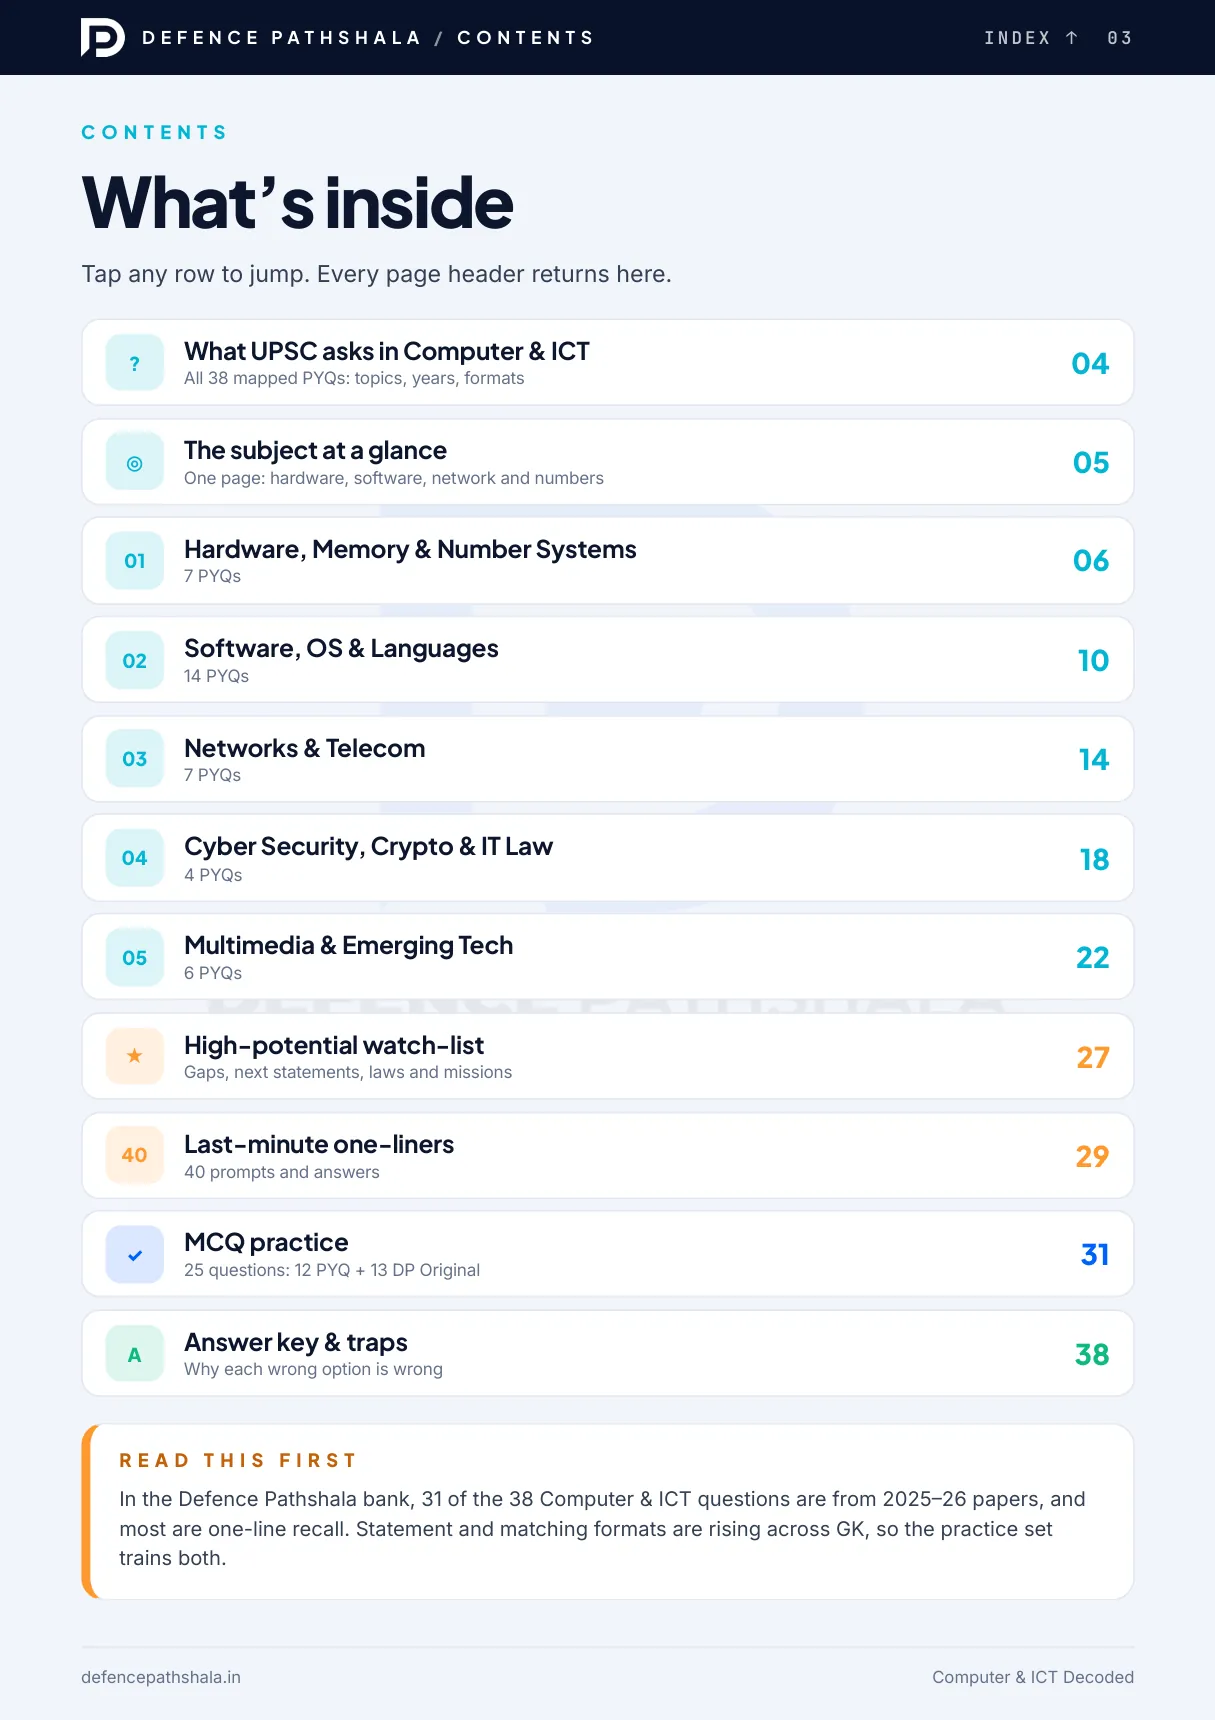 DEFENCE PATHSHALA / CONTENTS
INDEX ↑ 03
CONTENTS
What’s inside
Tap any row to jump. Every page header returns here.
?
What UPSC asks in Computer & ICT
All 38 mapped PYQs: topics, years, formats
04
◎
The subject at a glance
One page: hardware, software, network and numbers
05
01
Hardware, Memory & Number Systems
7 PYQs
06
02
Software, OS & Languages
14 PYQs
10
03
Networks & Telecom
7 PYQs
14
04
Cyber Security, Crypto & IT Law
4 PYQs
18
05
Multimedia & Emerging Tech
6 PYQs
22
DEFENCE PATHSHALA
★
High-potential watch-list
Gaps, next statements, laws and missions
27
40
Last-minute one-liners
40 prompts and answers
29
✓
MCQ practice
25 questions: 12 PYQ + 13 DP Original
31
A
Answer key & traps
Why each wrong option is wrong
38
READ THIS FIRST
In the Defence Pathshala bank, 31 of the 38 Computer & ICT questions are from 2025–26 papers, and
most are one-line recall. Statement and matching formats are rising across GK, so the practice set
trains both.
defencepathshala.in
Computer & ICT Decoded